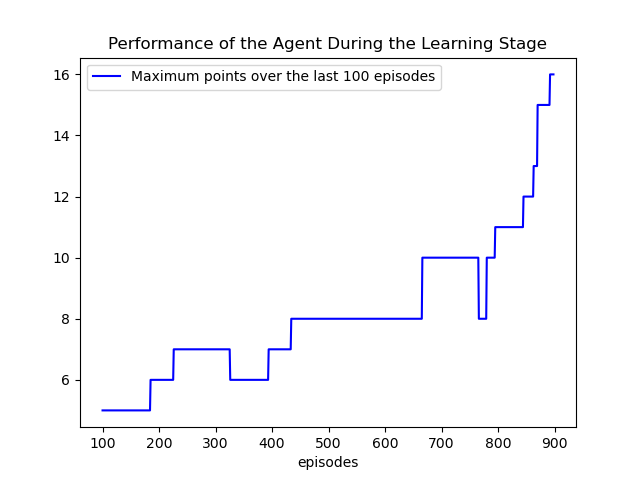 Performance of the Agent During the Learning Stage
Maximum points over the last 100 episodes
16
14
12
10
8
6
100 200 300 400 500 600 700 800 900
episodes